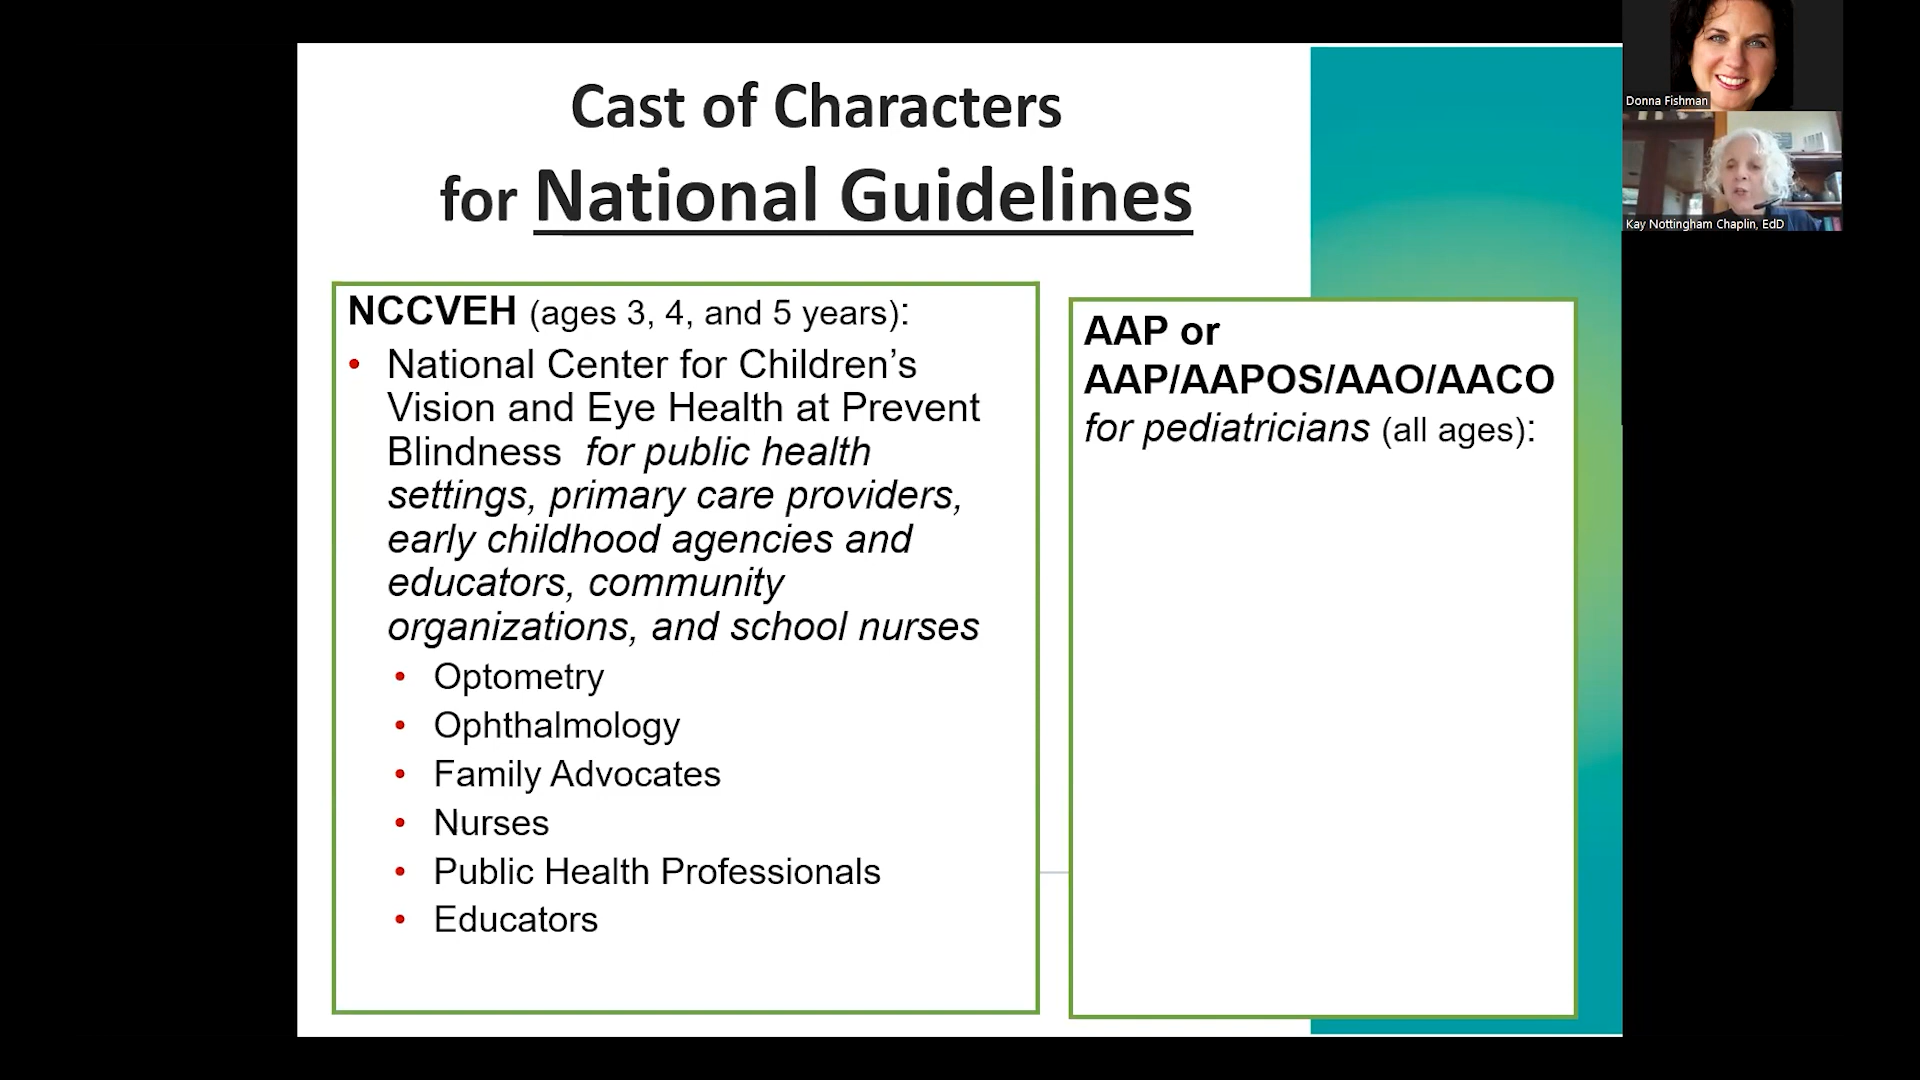 Cast of Characters
for National Guidelines
NCCVEH (ages 3, 4, and 5 years):
• National Center for Children’s
Vision and Eye Health at Prevent
Blindness for public health
settings, primary care providers,
early childhood agencies and
educators, community
organizations, and school nurses
• Optometry
• Ophthalmology
• Family Advocates
• Nurses
• Public Health Professionals
• Educators
AAP or
AAP/AAPOS/AAO/AACO
for pediatricians (all ages):
Donna Fishman
Kay Nottingham Chaplin, EdD